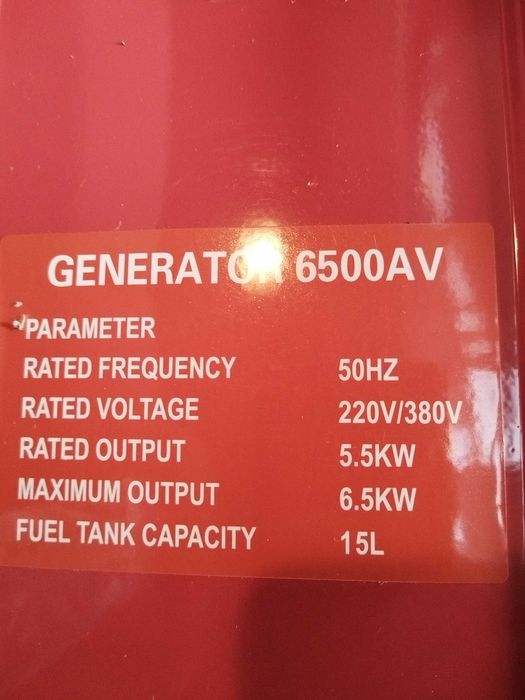 GENERATOR 6500AV
PARAMETER
RATED FREQUENCY 50HZ
RATED VOLTAGE 220V/380V
RATED OUTPUT 5.5KW
MAXIMUM OUTPUT 6.5KW
FUEL TANK CAPACITY 15L